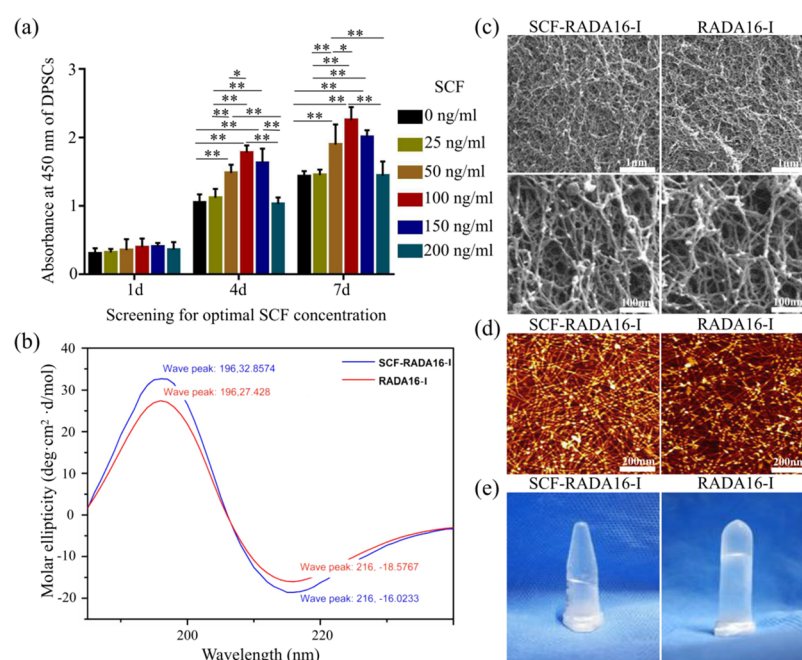 (a)
Absorbance at 450 nm of DPSCs
3
2
1
0
** **
** *
* **
** **
** **
** ** ** ** **
** ** ** **
** **
1d 4d 7d
Screening for optimal SCF concentration
SCF
0 ng/ml
25 ng/ml
50 ng/ml
100 ng/ml
150 ng/ml
200 ng/ml
(b)
Molar ellipticity (deg·cm² ·d/mol)
40
30
20
10
0
-10
-20
Wave peak: 196,32.8574
Wave peak: 196,27.428
SCF-RADA16-I
RADA16-I
Wave peak: 216, -18.5767
Wave peak: 216, -16.0233
200 220
Wavelength (nm)
(c)
SCF-RADA16-I RADA16-I
1nm 1um
100nm 100nm
(d)
SCF-RADA16-I RADA16-I
200nm 200nm
(e)
SCF-RADA16-I RADA16-I